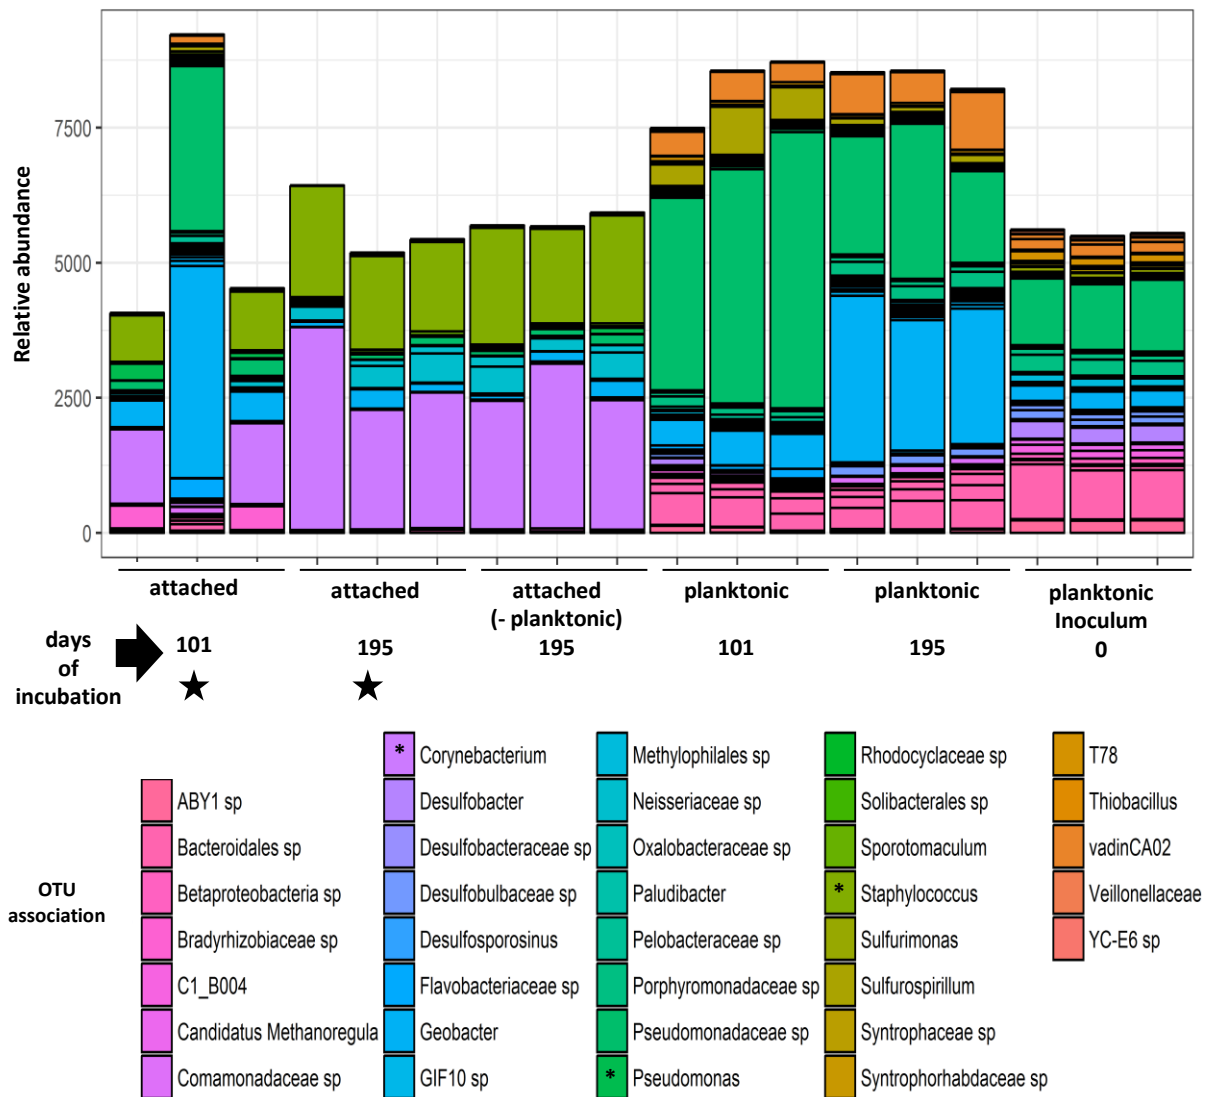 Relative abundance
7500
5000
2500
0
attached
attached
attached
(- planktonic)
planktonic
planktonic
planktonic
Inoculum
days
of
incubation
101
195
195
101
195
0
OTU
association
ABY1 sp
Bacteroidales sp
Betaproteobacteria sp
Bradyrhizobiaceae sp
C1_B004
Candidatus Methanoregula
Comamonadaceae sp
* Corynebacterium
Desulfobacter
Desulfobacteraceae sp
Desulfobulbaceae sp
Desulfosporosinus
Flavobacteriaceae sp
Geobacter
GIF10 sp
Methylophilales sp
Neisseriaceae sp
Oxalobacteraceae sp
Paludibacter
Pelobacteraceae sp
Porphyromonadaceae sp
Pseudomonadaceae sp
* Pseudomonas
Rhodocyclaceae sp
Solibacterales sp
Sporotomaculum
* Staphylococcus
Sulfurimonas
Sulfurospirillum
Syntrophaceae sp
Syntrophorhabdaceae sp
T78
Thiobacillus
vadinCA02
Veillonellaceae
YC-E6 sp